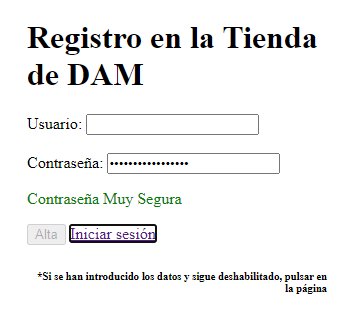 Registro en la Tienda
de DAM
Usuario:
Contraseña: •••••••••••••••••
Contraseña Muy Segura
Alta Iniciar sesión
*Si se han introducido los datos y sigue deshabilitado, pulsar en
la página